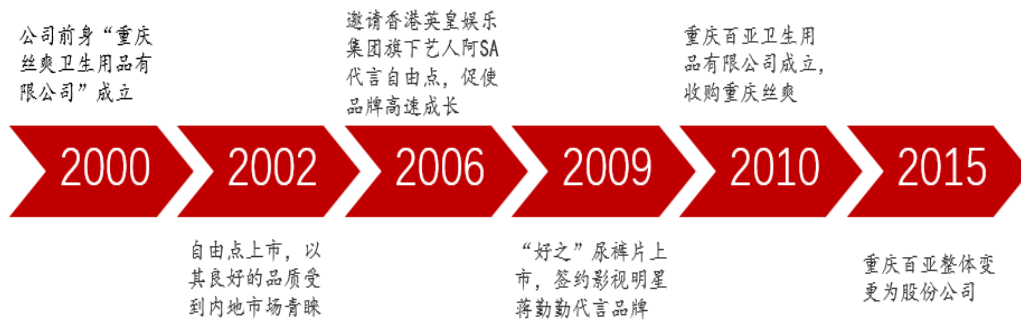 公司前身“重庆
丝爽卫生用品有
限公司”成立
邀请香港英皇娱乐
集团旗下艺人阿SA
代言自由点，促使
品牌高速成长
重庆百亚卫生用
品有限公司成立，
收购重庆丝爽
2000
2002
2006
2009
2010
2015
自由点上市，以
其良好的品质受
到内地市场青睐
“好之”尿裤片上
市，签约影视明星
蒋勤勤代言品牌
重庆百亚整体变
更为股份公司